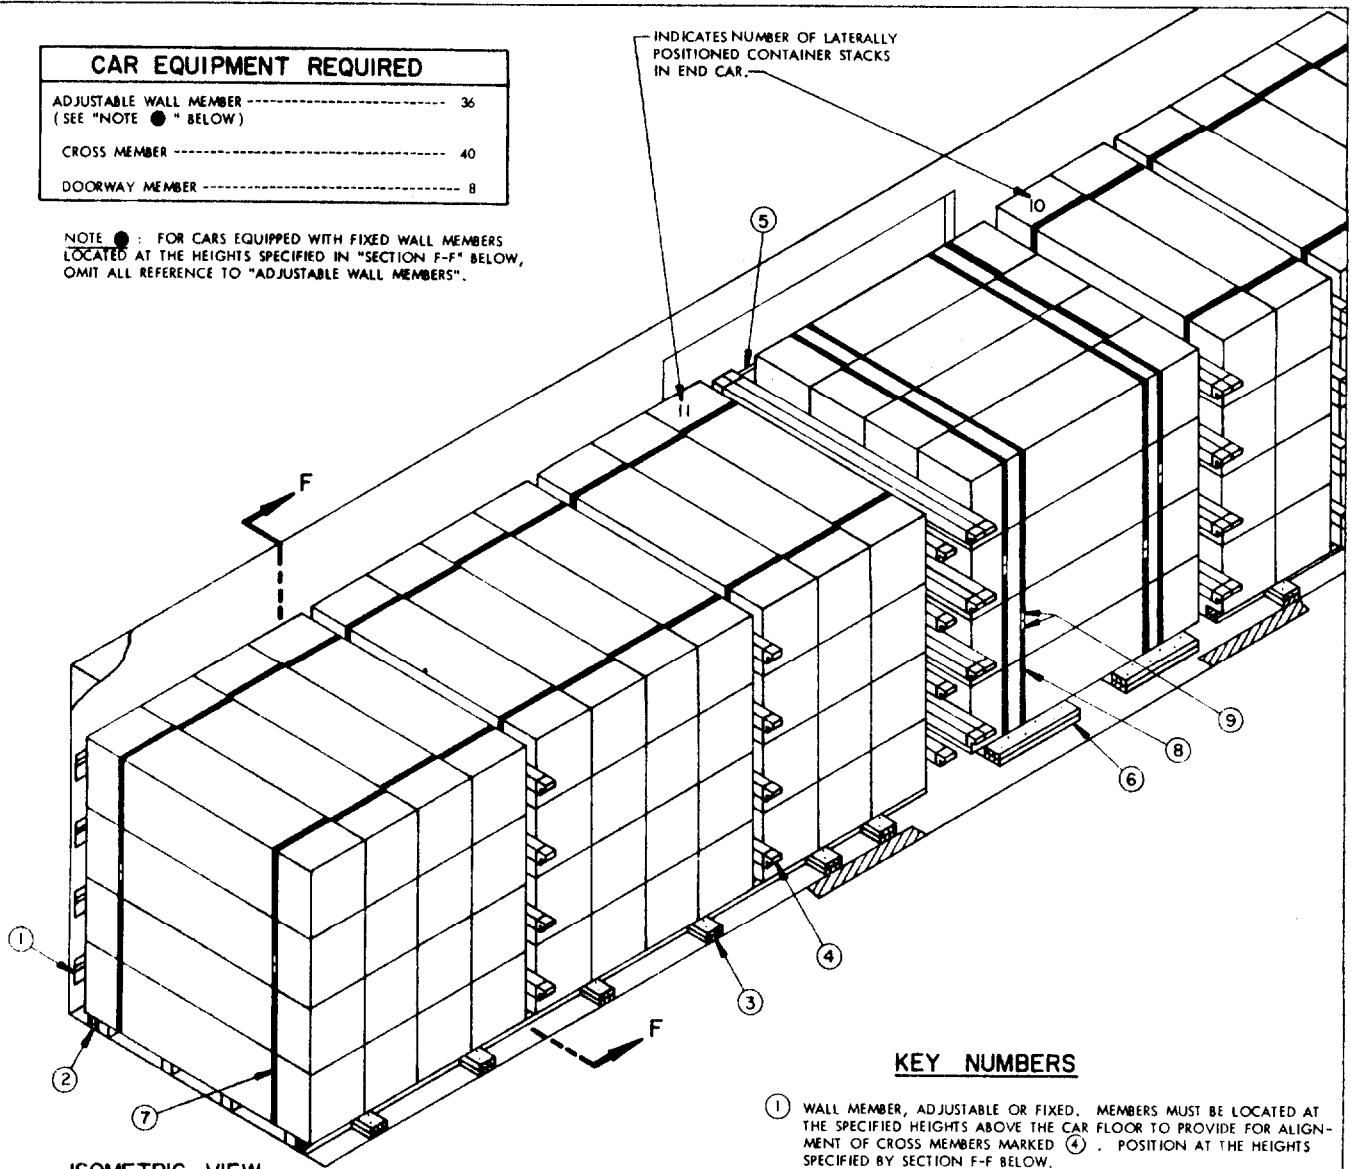 CAR EQUIPMENT REQUIRED
ADJUSTABLE WALL MEMBER ---------------------------- 36
(SEE "NOTE ● " BELOW)
CROSS MEMBER ------------------------------------- 40
DOORWAY MEMBER --------------------------------- 8
NOTE ● : FOR CARS EQUIPPED WITH FIXED WALL MEMBERS
LOCATED AT THE HEIGHTS SPECIFIED IN "SECTION F-F" BELOW,
OMIT ALL REFERENCE TO "ADJUSTABLE WALL MEMBERS".
INDICATES NUMBER OF LATERALLY
POSITIONED CONTAINER STACKS
IN END CAR.
10
5
11
F
9
8
6
1
4
3
F
2
7
KEY NUMBERS
1 WALL MEMBER, ADJUSTABLE OR FIXED. MEMBERS MUST BE LOCATED AT
THE SPECIFIED HEIGHTS ABOVE THE CAR FLOOR TO PROVIDE FOR ALIGN-
MENT OF CROSS MEMBERS MARKED 4 . POSITION AT THE HEIGHTS
SPECIFIED BY SECTION F-F BELOW.
ISOMETRIC VIEW